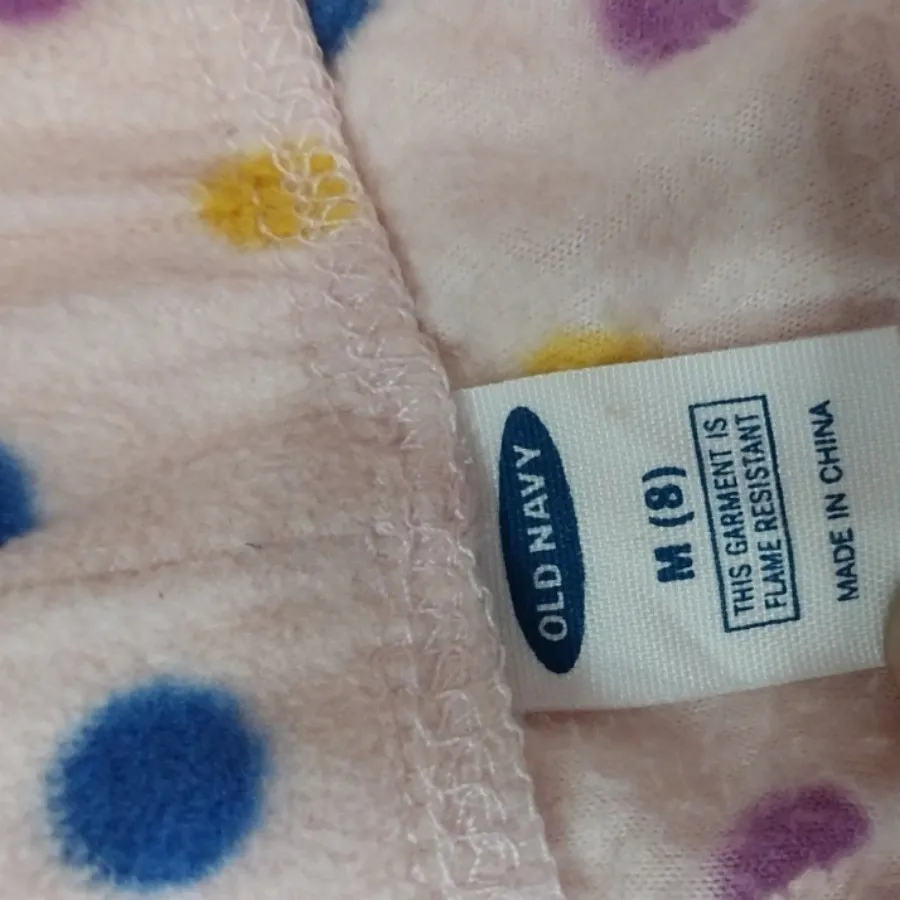 OLD NAVY
M (8)
THIS GARMENT IS
FLAME RESISTANT
MADE IN CHINA